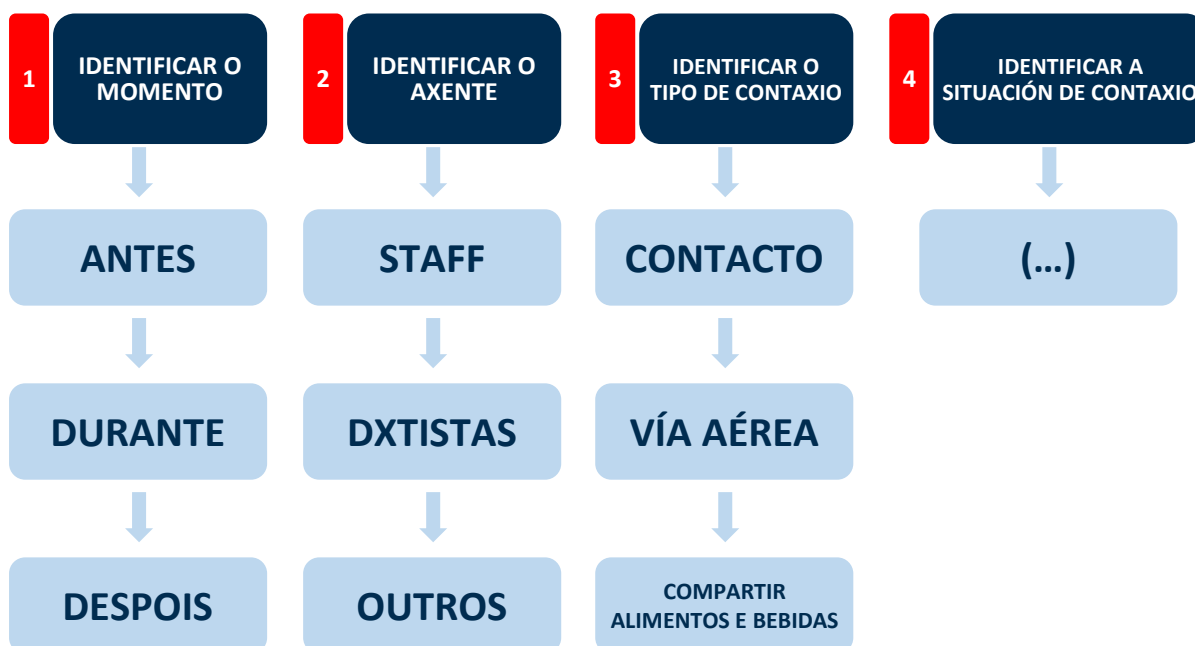 1
IDENTIFICAR O
MOMENTO
ANTES
DURANTE
DESPOIS
2
IDENTIFICAR O
AXENTE
STAFF
DXTISTAS
OUTROS
3
IDENTIFICAR O
TIPO DE CONTAXIO
CONTACTO
VÍA AÉREA
COMPARTIR
ALIMENTOS E BEBIDAS
4
IDENTIFICAR A
SITUACIÓN DE CONTAXIO
(...)